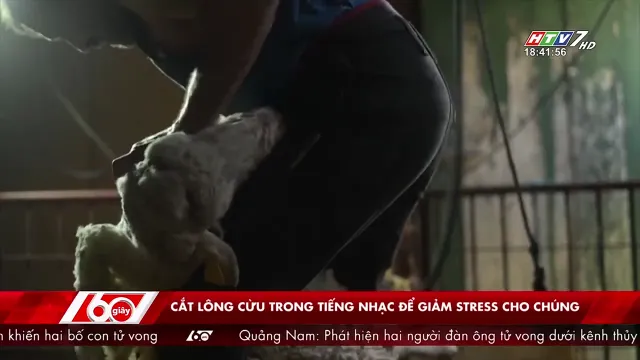 HTV7 HD
18:41:56
60 giây
CẮT LÔNG CỪU TRONG TIẾNG NHẠC ĐỂ GIẢM STRESS CHO CHÚNG
n khiến hai bố con tử vong 60 Quảng Nam: Phát hiện hai người đàn ông tử vong dưới kênh thủy